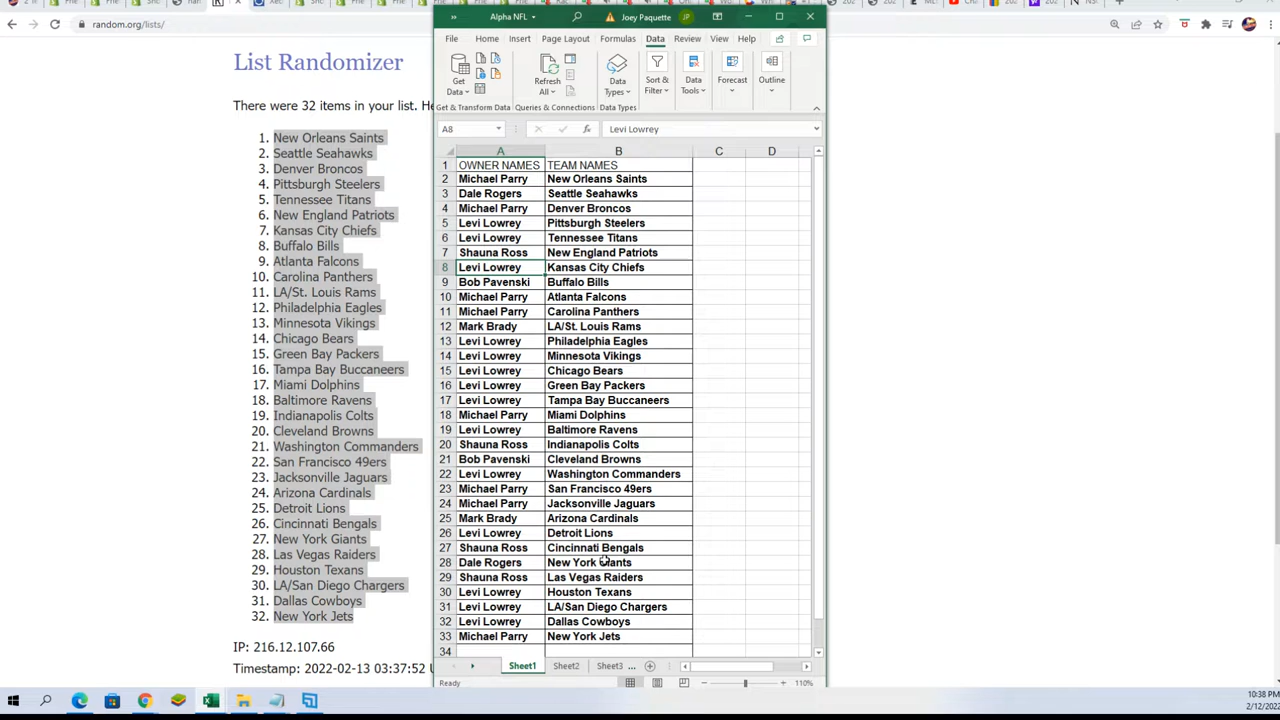 random.org/lists/
List Randomizer
There were 32 items in your list. He
1. New Orleans Saints
2. Seattle Seahawks
3. Denver Broncos
4. Pittsburgh Steelers
5. Tennessee Titans
6. New England Patriots
7. Kansas City Chiefs
8. Buffalo Bills
9. Atlanta Falcons
10. Carolina Panthers
11. LA/St. Louis Rams
12. Philadelphia Eagles
13. Minnesota Vikings
14. Chicago Bears
15. Green Bay Packers
16. Tampa Bay Buccaneers
17. Miami Dolphins
18. Baltimore Ravens
19. Indianapolis Colts
20. Cleveland Browns
21. Washington Commanders
22. San Francisco 49ers
23. Jacksonville Jaguars
24. Arizona Cardinals
25. Detroit Lions
26. Cincinnati Bengals
27. New York Giants
28. Las Vegas Raiders
29. Houston Texans
30. LA/San Diego Chargers
31. Dallas Cowboys
32. New York Jets
IP: 216.12.107.66
Timestamp: 2022-02-13 03:37:52 U
Alpha NFL Joey Paquette JP
File Home Insert Page Layout Formulas Data Review View Help
Get Data Refresh All Data Types Sort & Filter Data Tools Forecast Outline
Get & Transform Data Queries & Connections Data Types
A8 fx Levi Lowrey
A B C D
1 OWNER NAMES TEAM NAMES
2 Michael Parry New Orleans Saints
3 Dale Rogers Seattle Seahawks
4 Michael Parry Denver Broncos
5 Levi Lowrey Pittsburgh Steelers
6 Levi Lowrey Tennessee Titans
7 Shauna Ross New England Patriots
8 Levi Lowrey Kansas City Chiefs
9 Bob Pavenski Buffalo Bills
10 Michael Parry Atlanta Falcons
11 Michael Parry Carolina Panthers
12 Mark Brady LA/St. Louis Rams
13 Levi Lowrey Philadelphia Eagles
14 Levi Lowrey Minnesota Vikings
15 Levi Lowrey Chicago Bears
16 Levi Lowrey Green Bay Packers
17 Levi Lowrey Tampa Bay Buccaneers
18 Michael Parry Miami Dolphins
19 Levi Lowrey Baltimore Ravens
20 Shauna Ross Indianapolis Colts
21 Bob Pavenski Cleveland Browns
22 Levi Lowrey Washington Commanders
23 Michael Parry San Francisco 49ers
24 Michael Parry Jacksonville Jaguars
25 Mark Brady Arizona Cardinals
26 Levi Lowrey Detroit Lions
27 Shauna Ross Cincinnati Bengals
28 Dale Rogers New York Giants
29 Shauna Ross Las Vegas Raiders
30 Levi Lowrey Houston Texans
31 Levi Lowrey LA/San Diego Chargers
32 Levi Lowrey Dallas Cowboys
33 Michael Parry New York Jets
34
Sheet1 Sheet2 Sheet3 ...
Ready 110%
10:38 PM
2/12/202